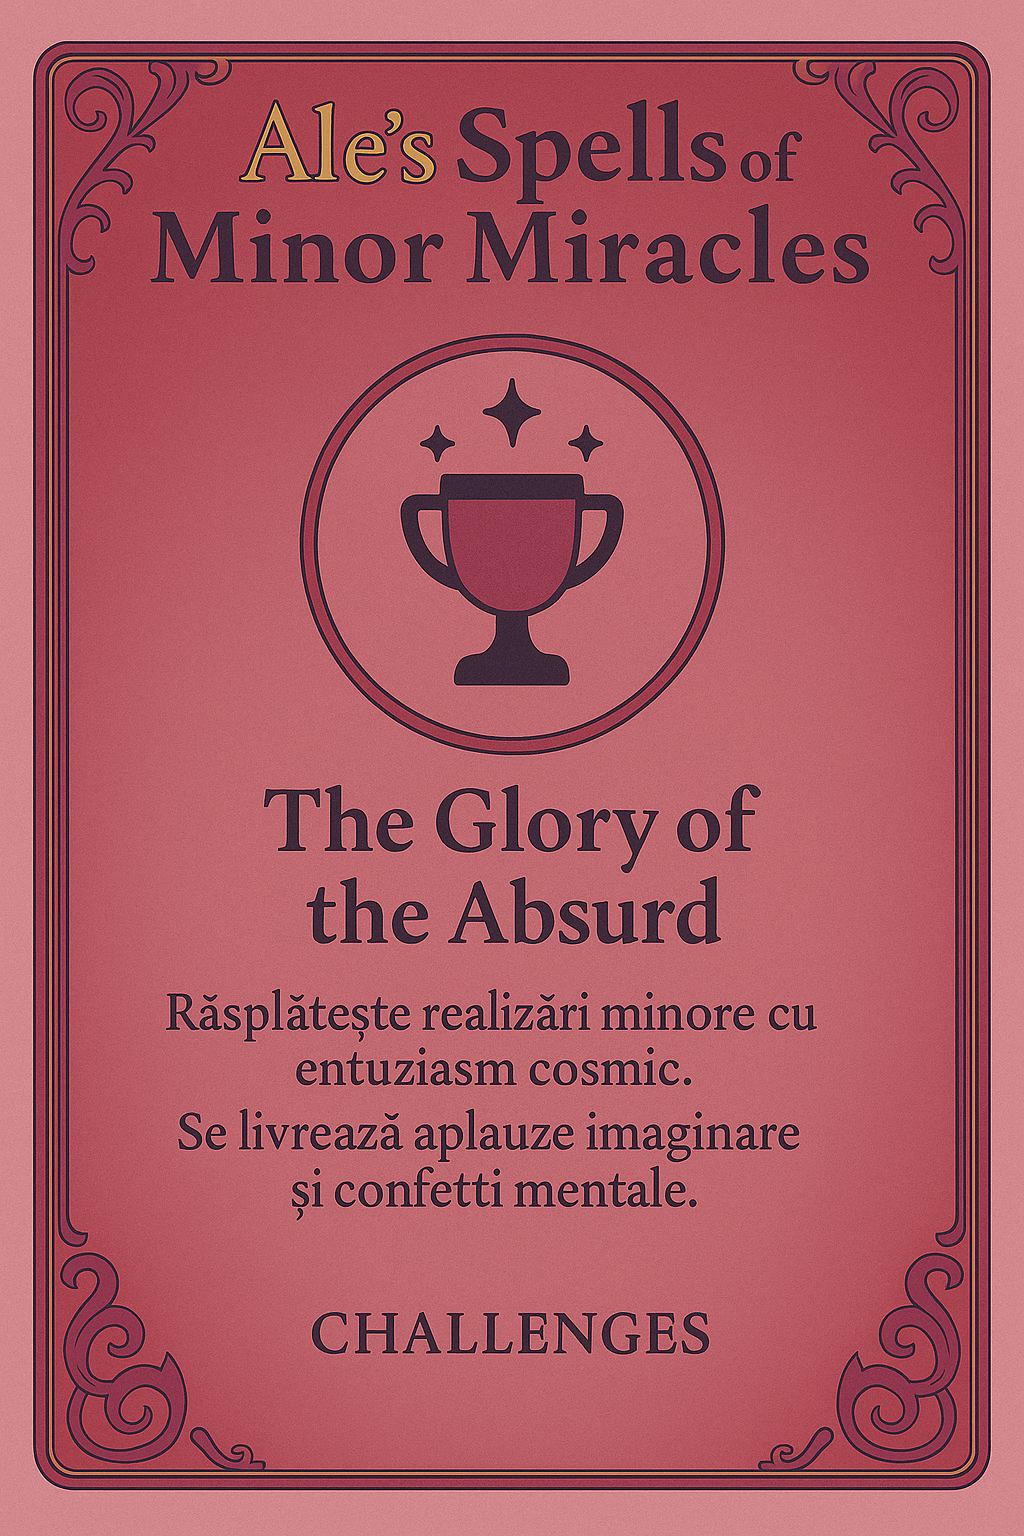 Ale's Spells of
Minor Miracles
The Glory of
the Absurd
Răsplătește realizări minore cu
entuziasm cosmic.
Se livrează aplauze imaginare
și confetti mentale.
CHALLENGES